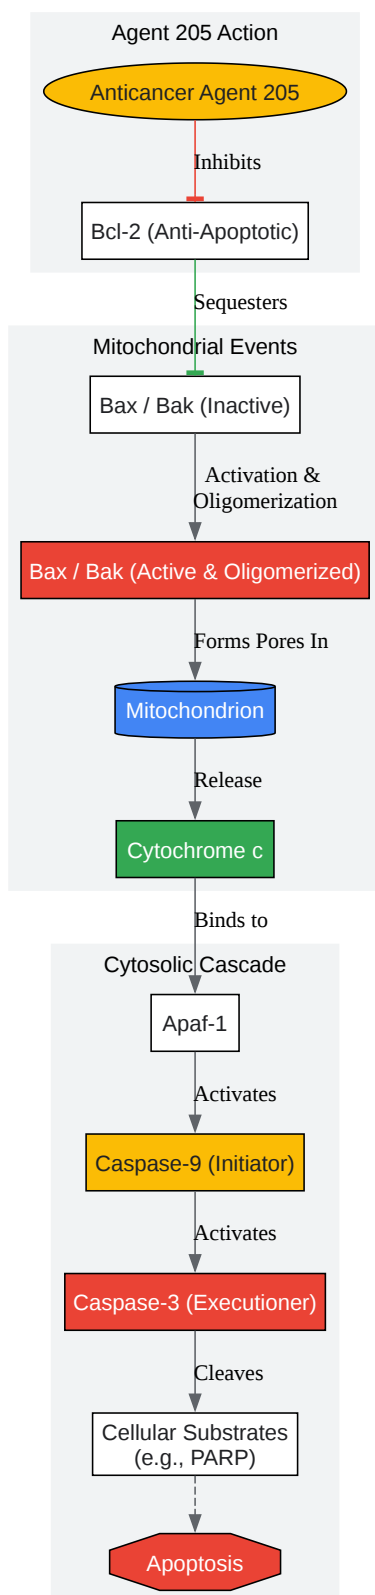 Agent 205 Action
Anticancer Agent 205
Inhibits
Bcl-2 (Anti-Apoptotic)
Sequesters
Mitochondrial Events
Bax / Bak (Inactive)
Activation &
Oligomerization
Bax / Bak (Active & Oligomerized)
Forms Pores In
Mitochondrion
Release
Cytochrome c
Binds to
Cytosolic Cascade
Apaf-1
Activates
Caspase-9 (Initiator)
Activates
Caspase-3 (Executioner)
Cleaves
Cellular Substrates
(e.g., PARP)
Apoptosis